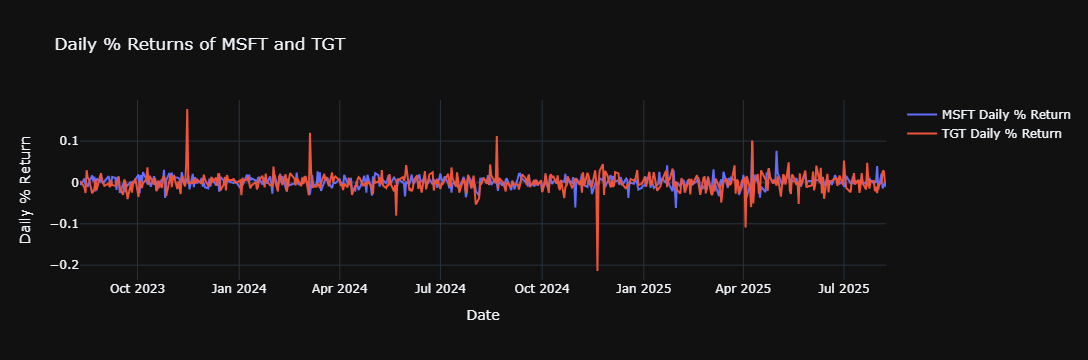 Daily % Returns of MSFT and TGT
MSFT Daily % Return
TGT Daily % Return
Daily % Return
0.1
0
−0.1
−0.2
Oct 2023 Jan 2024 Apr 2024 Jul 2024 Oct 2024 Jan 2025 Apr 2025 Jul 2025
Date